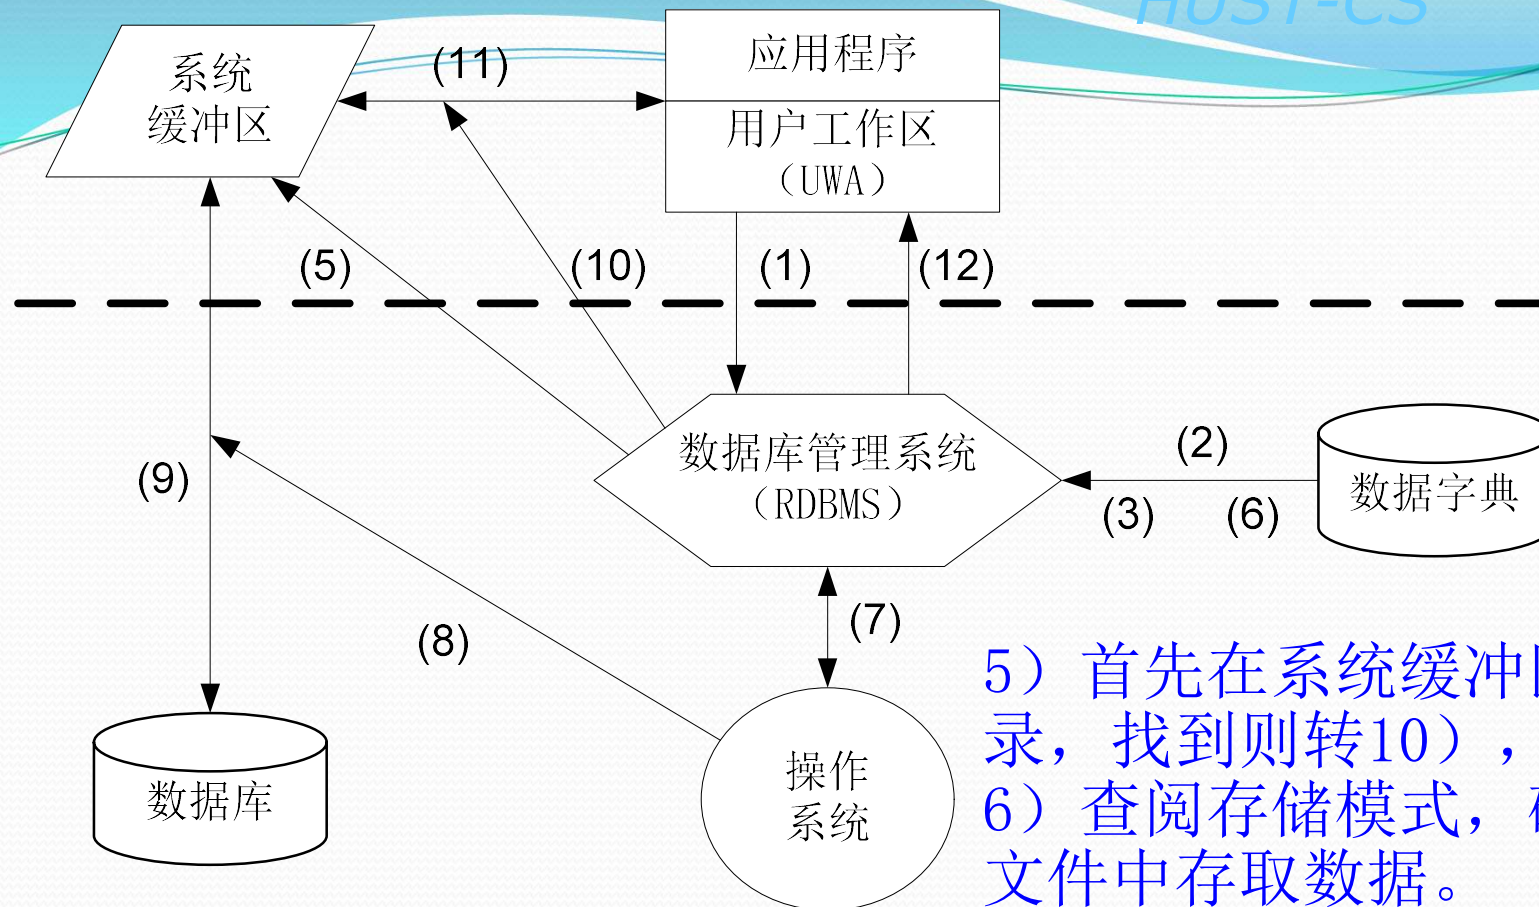 HUST-CS
系统
缓冲区
(11)
应用程序
用户工作区
（UWA）
(5)
(10)
(1)
(12)
(9)
数据库管理系统
（RDBMS）
(2)
(3)
(6)
数据字典
(7)
(8)
数据库
操作
系统
5）首先在系统缓冲
录，找到则转10），
6）查阅存储模式，
文件中存取数据。